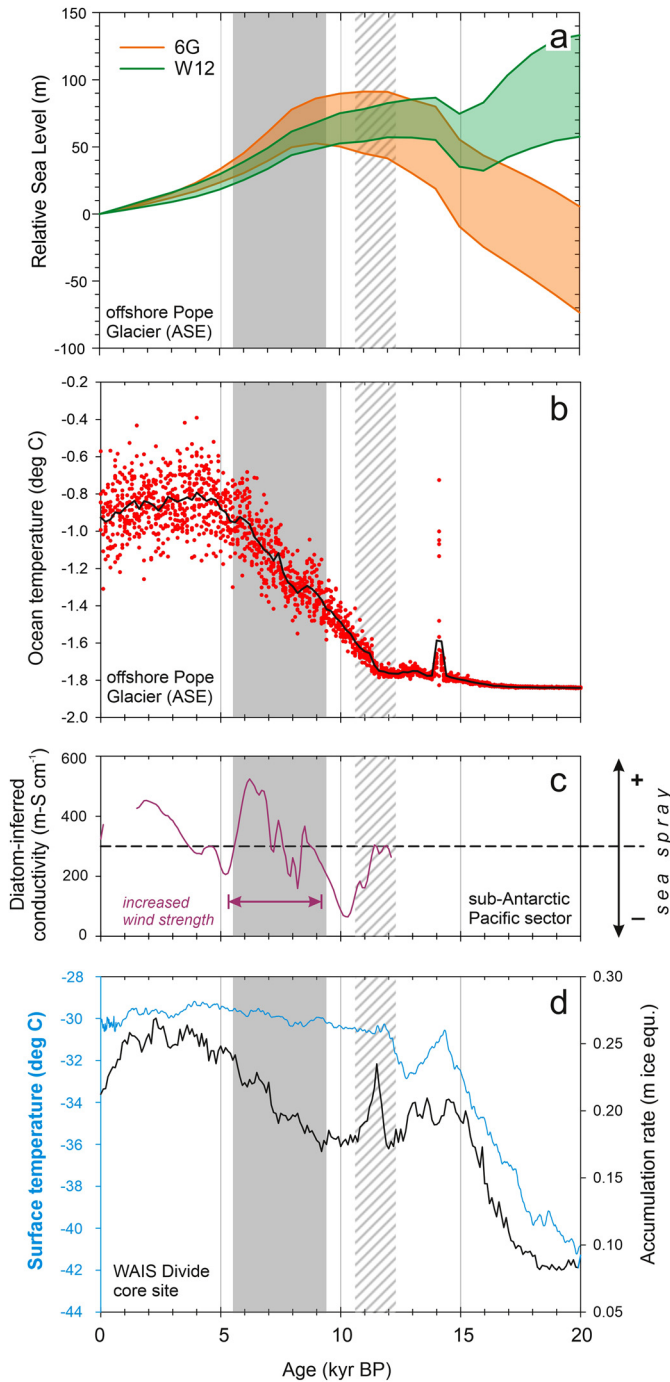 a
6G
W12
150
100
50
0
-50
-100
Relative Sea Level (m)
offshore Pope
Glacier (ASE)
b
-0.2
-0.4
-0.6
-0.8
-1.0
-1.2
-1.4
-1.6
-1.8
-2.0
Ocean temperature (deg C)
offshore Pope
Glacier (ASE)
c
600
400
200
0
Diatom-inferred
conductivity (m-S cm⁻¹)
increased
wind strength
sub-Antarctic
Pacific sector
+
sea spray
−
d
-28
-30
-32
-34
-36
-38
-40
-42
-44
Surface temperature (deg C)
0.30
0.25
0.20
0.15
0.10
0.05
Accumulation rate (m ice equ.)
WAIS Divide
core site
0 5 10 15 20
Age (kyr BP)